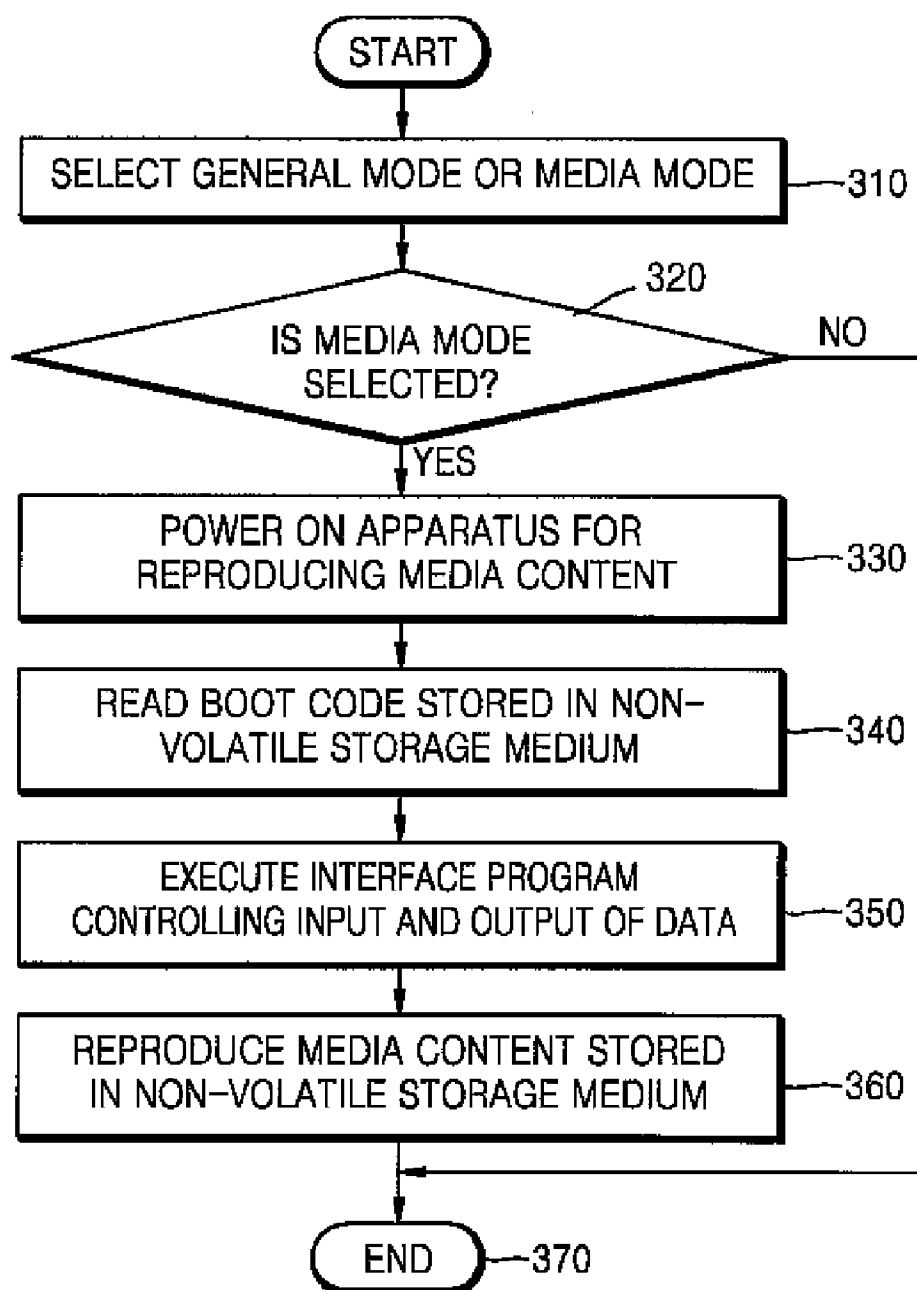 START
SELECT GENERAL MODE OR MEDIA MODE
310
320
IS MEDIA MODE
SELECTED?
NO
YES
POWER ON APPARATUS FOR
REPRODUCING MEDIA CONTENT
330
READ BOOT CODE STORED IN NON-
VOLATILE STORAGE MEDIUM
340
EXECUTE INTERFACE PROGRAM
CONTROLLING INPUT AND OUTPUT OF DATA
350
REPRODUCE MEDIA CONTENT STORED
IN NON-VOLATILE STORAGE MEDIUM
360
END
370